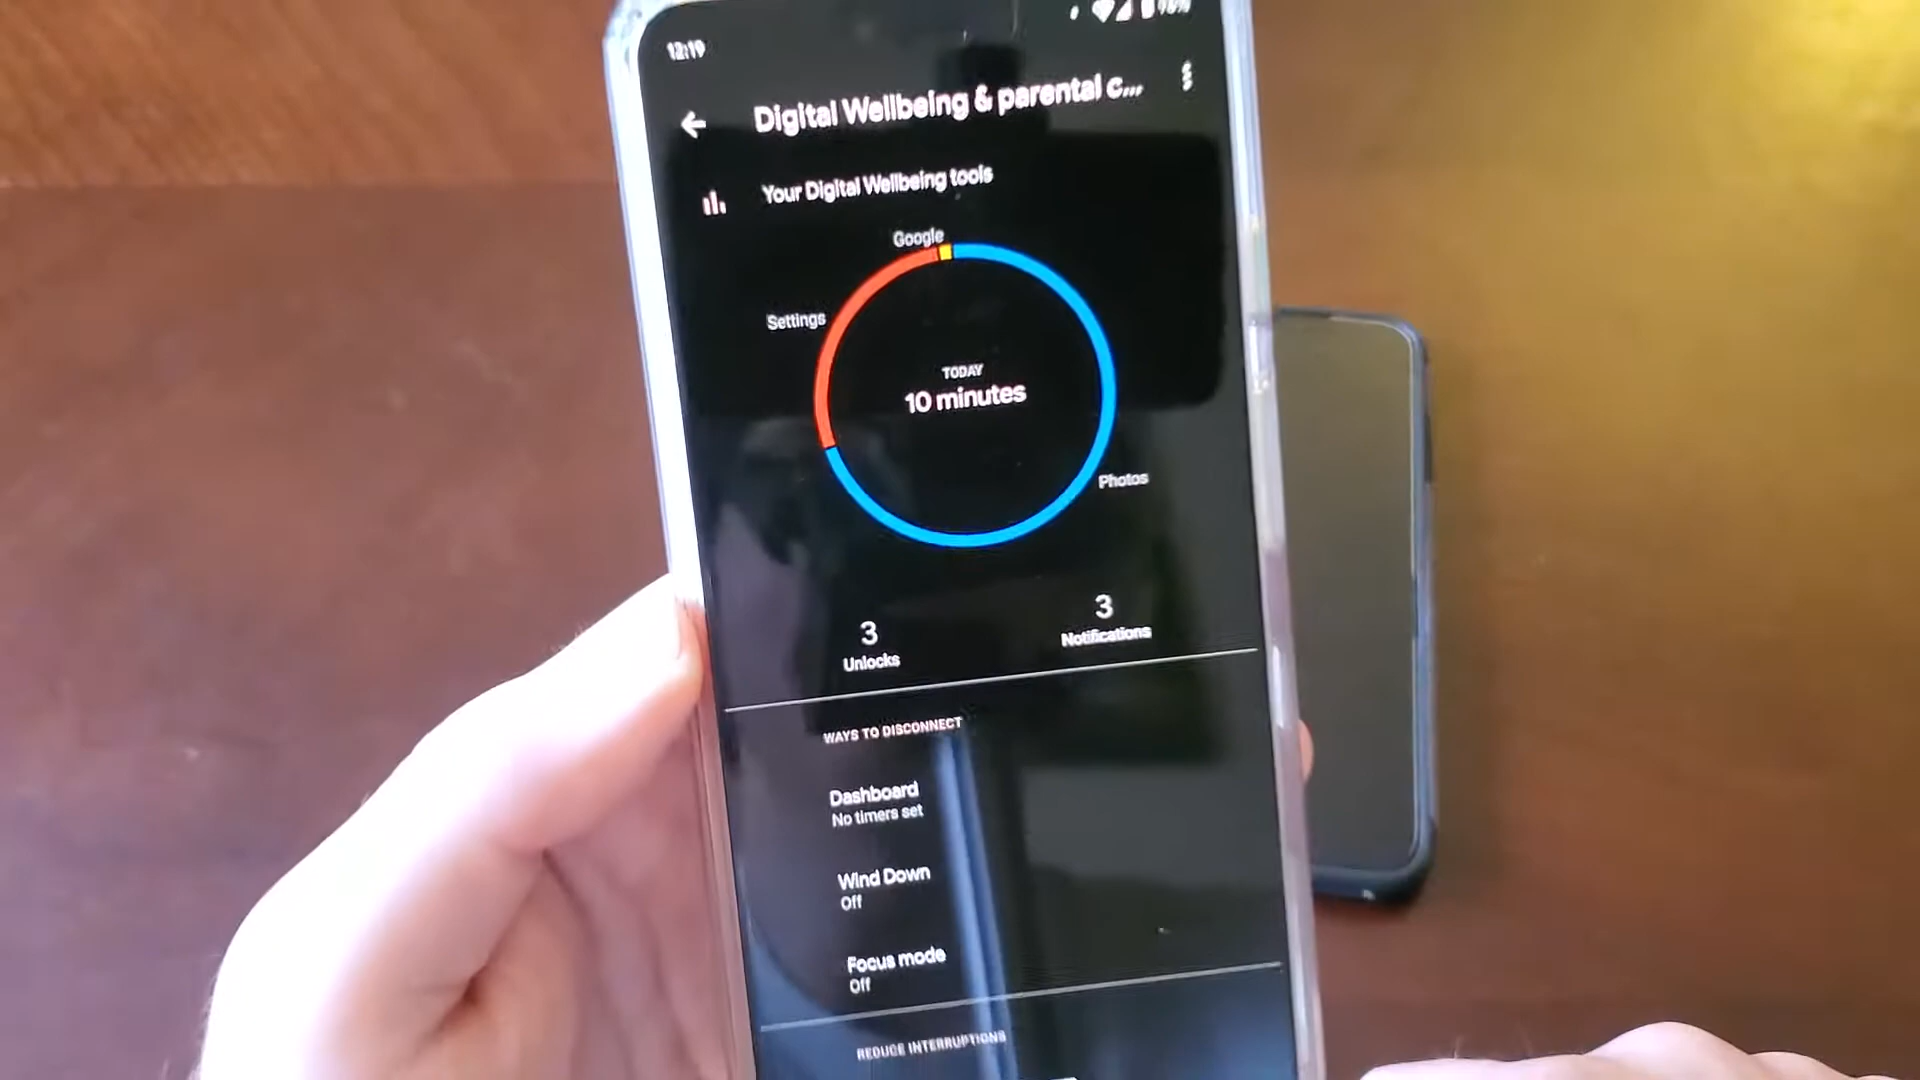 12:19
Digital Wellbeing & parental c...
Your Digital Wellbeing tools
Google
Settings
TODAY
10 minutes
Photos
3
Unlocks
3
Notifications
WAYS TO DISCONNECT
Dashboard
No timers set
Wind Down
Off
Focus mode
Off
REDUCE INTERRUPTIONS